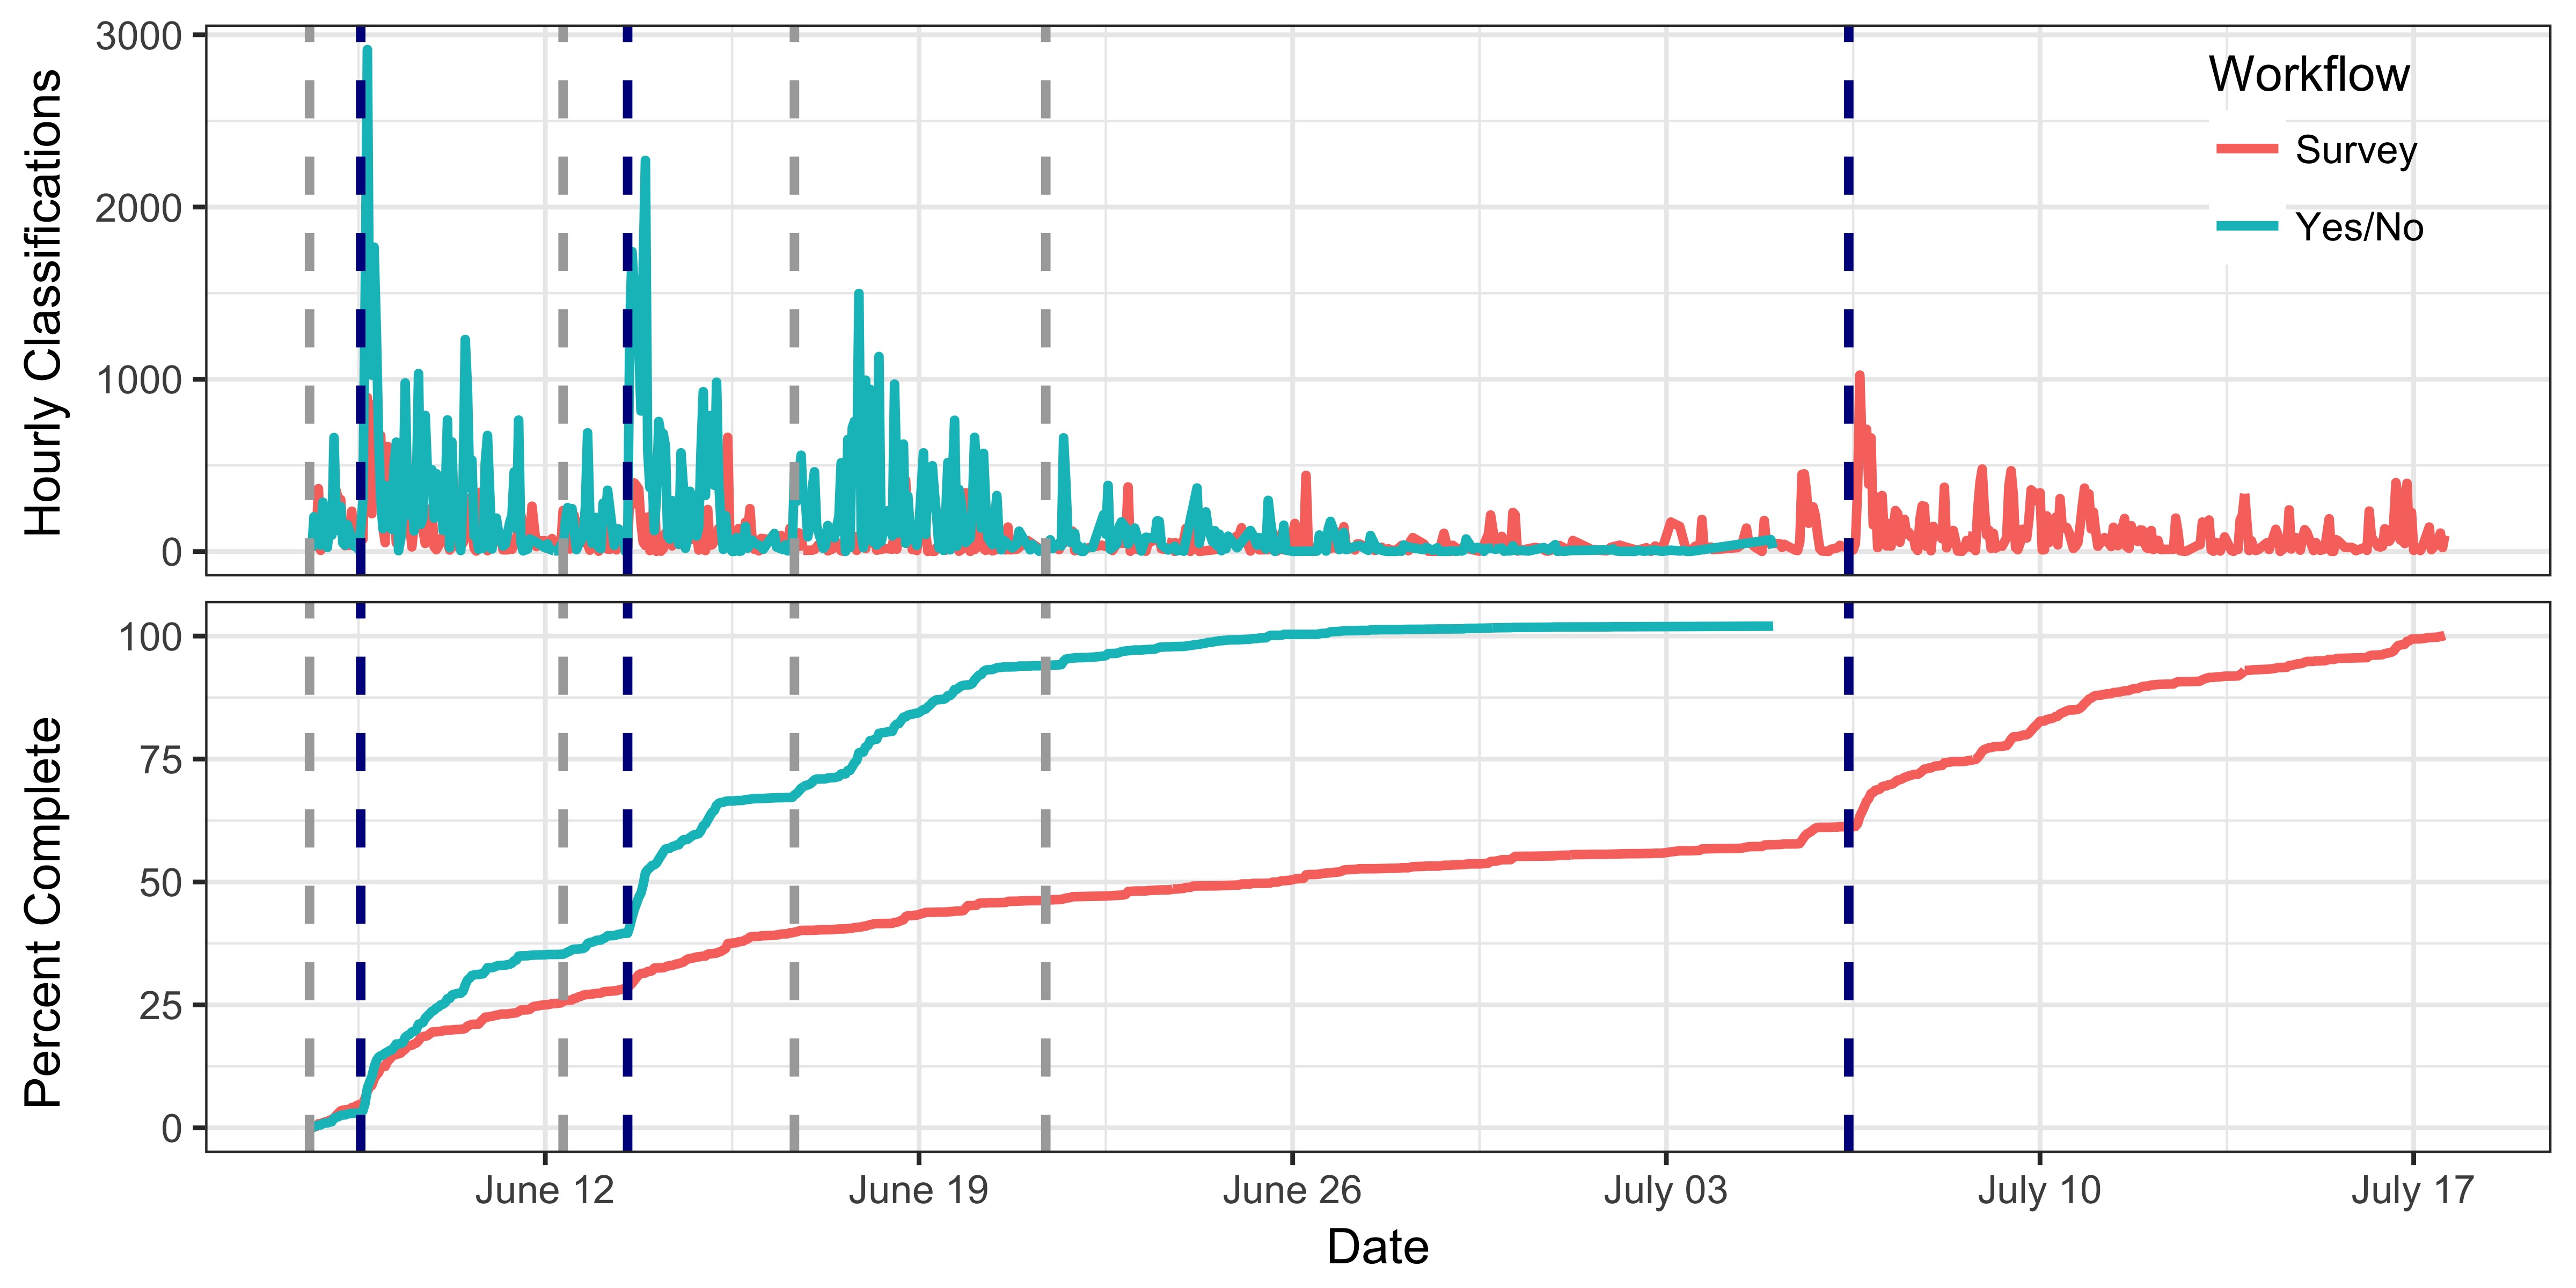 Hourly Classifications
3000
2000
1000
0
Workflow
Survey
Yes/No
Percent Complete
100
75
50
25
0
June 12 June 19 June 26 July 03 July 10 July 17
Date